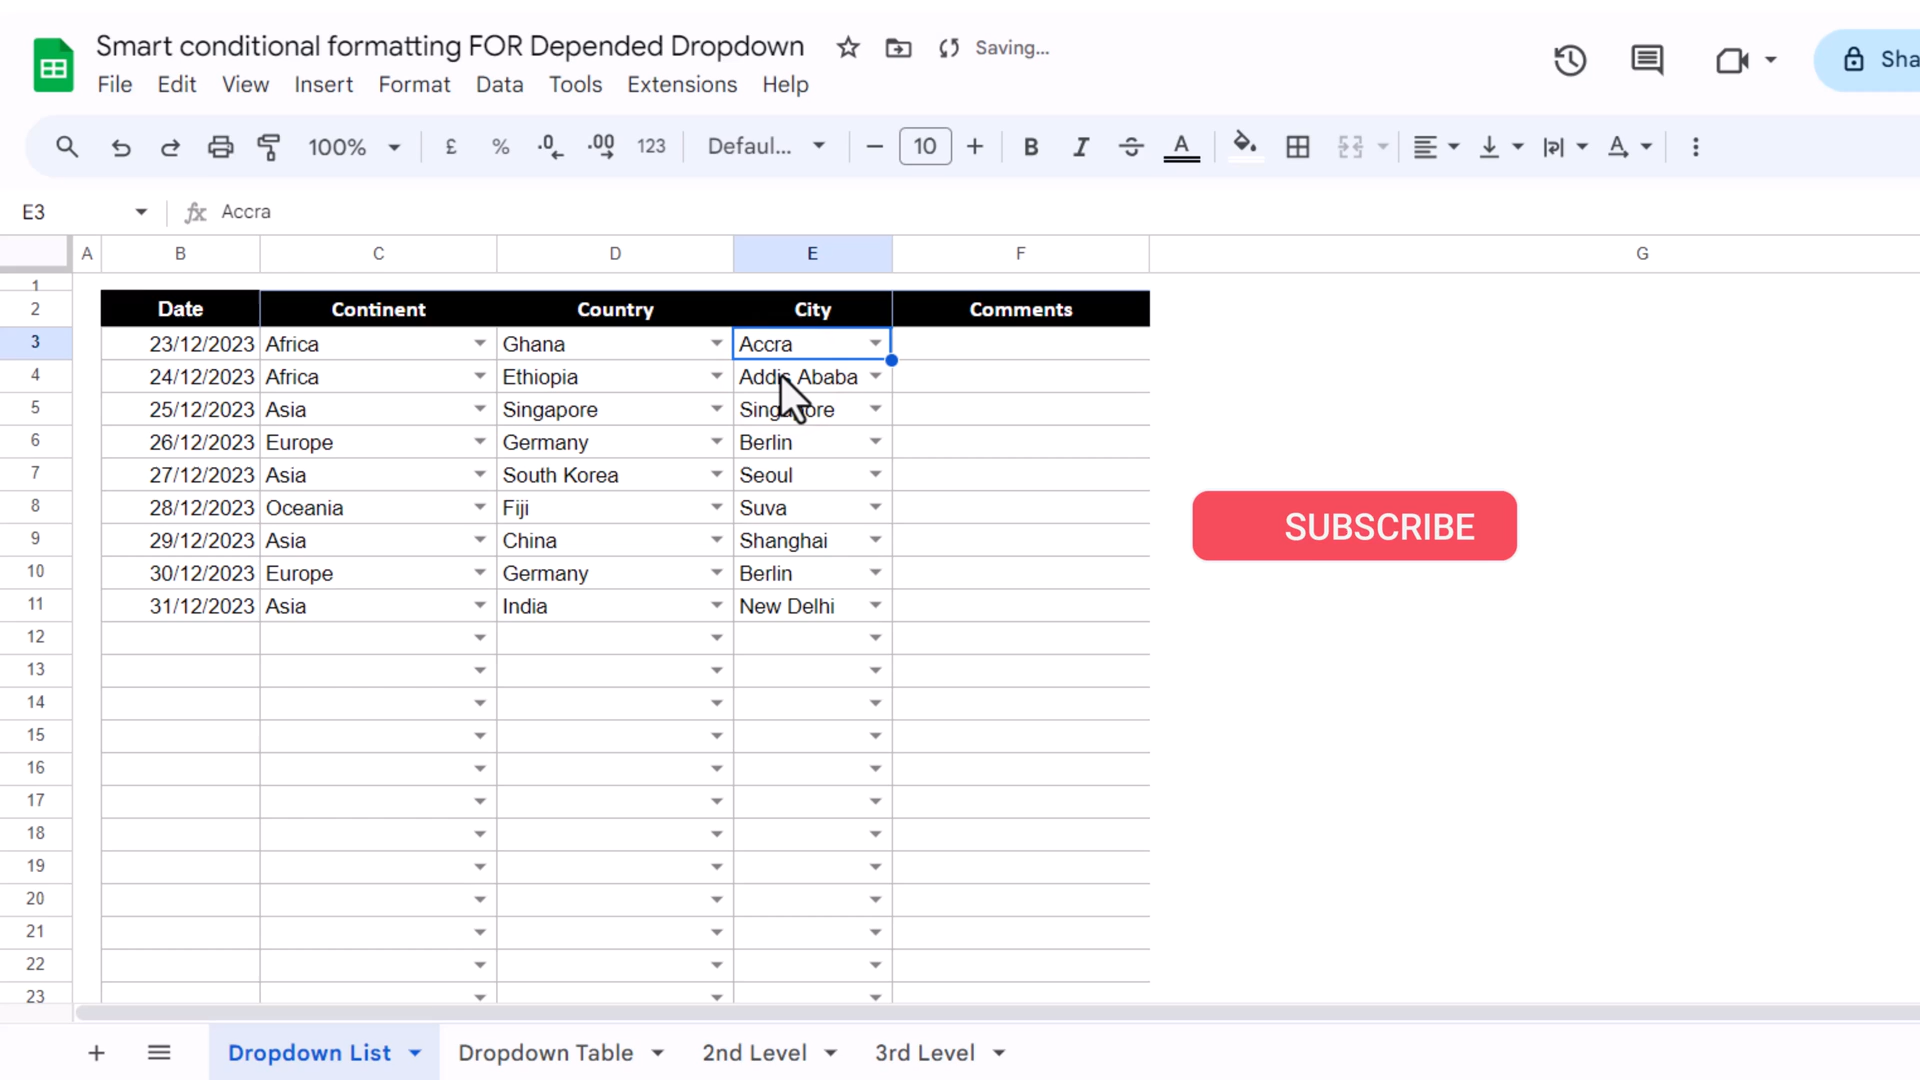 Smart conditional formatting FOR Depended Dropdown Saving...
File Edit View Insert Format Data Tools Extensions Help
Sha
100% £ % .0 .00 123 Defaul... 10 B I S A A
E3 fx Accra
A B C D E F G
1
2 Date Continent Country City Comments
3 23/12/2023 Africa Ghana Accra
4 24/12/2023 Africa Ethiopia Addis Ababa
5 25/12/2023 Asia Singapore Singapore
6 26/12/2023 Europe Germany Berlin
7 27/12/2023 Asia South Korea Seoul
8 28/12/2023 Oceania Fiji Suva
9 29/12/2023 Asia China Shanghai
10 30/12/2023 Europe Germany Berlin
11 31/12/2023 Asia India New Delhi
12
13
14
15
16
17
18
19
20
21
22
23
SUBSCRIBE
Dropdown List Dropdown Table 2nd Level 3rd Level